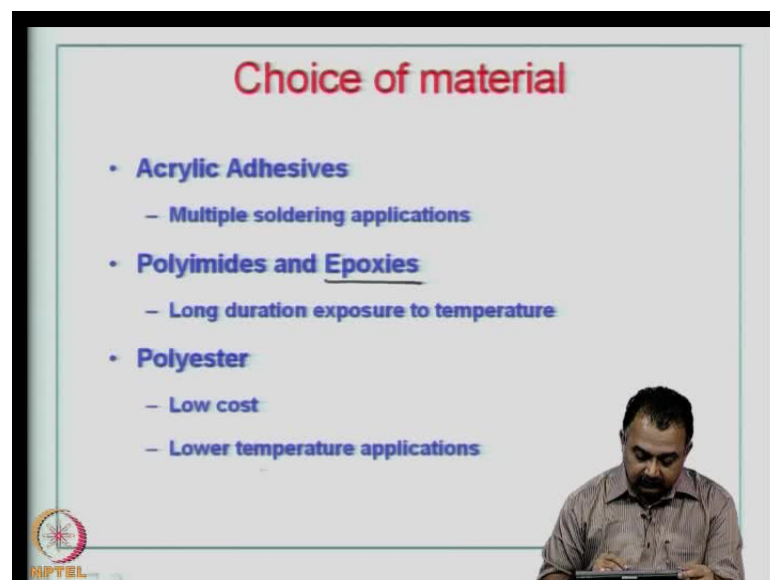 Choice of material
• Acrylic Adhesives
– Multiple soldering applications
• Polyimides and Epoxies
– Long duration exposure to temperature
• Polyester
– Low cost
– Lower temperature applications
NPTEL